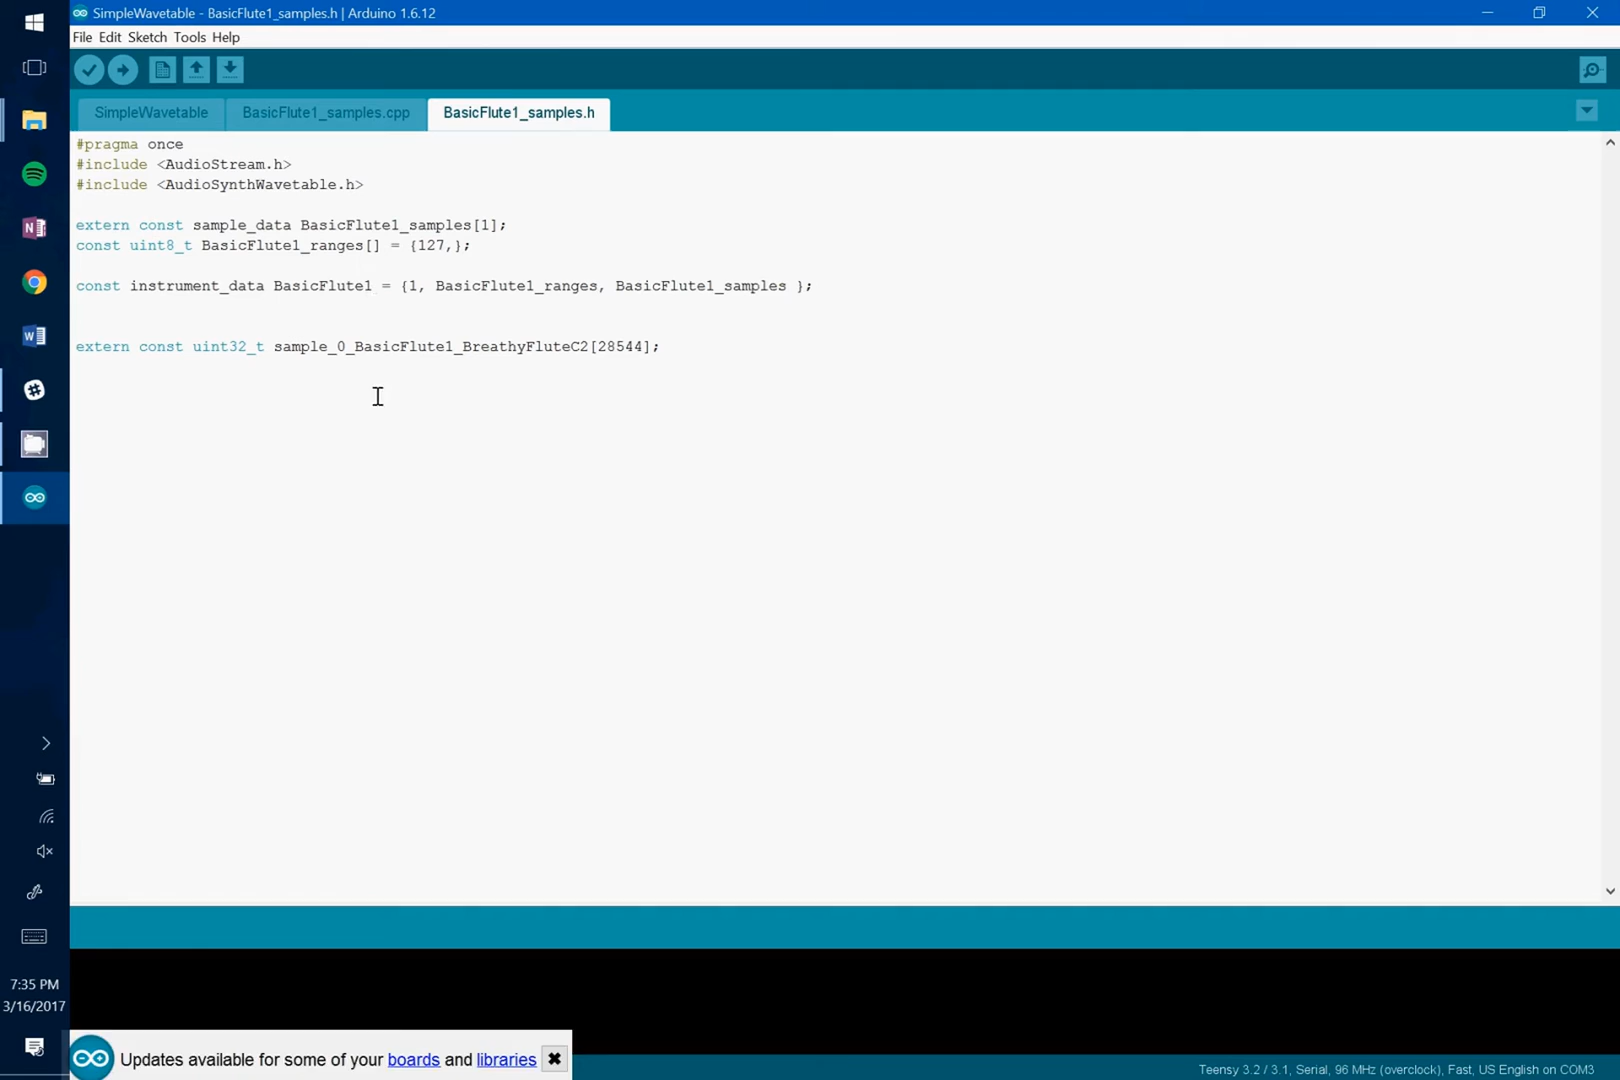 SimpleWavetable - BasicFlute1_samples.h | Arduino 1.6.12
File Edit Sketch Tools Help
SimpleWavetable BasicFlute1_samples.cpp BasicFlute1_samples.h
#pragma once
#include <AudioStream.h>
#include <AudioSynthWavetable.h>
extern const sample_data BasicFlute1_samples[1];
const uint8_t BasicFlute1_ranges[] = {127,};
const instrument_data BasicFlute1 = {1, BasicFlute1_ranges, BasicFlute1_samples };
extern const uint32_t sample_0_BasicFlute1_BreathyFluteC2[28544];
7:35 PM
3/16/2017
Updates available for some of your boards and libraries
Teensy 3.2 / 3.1, Serial, 96 MHz (overclock), Fast, US English on COM3